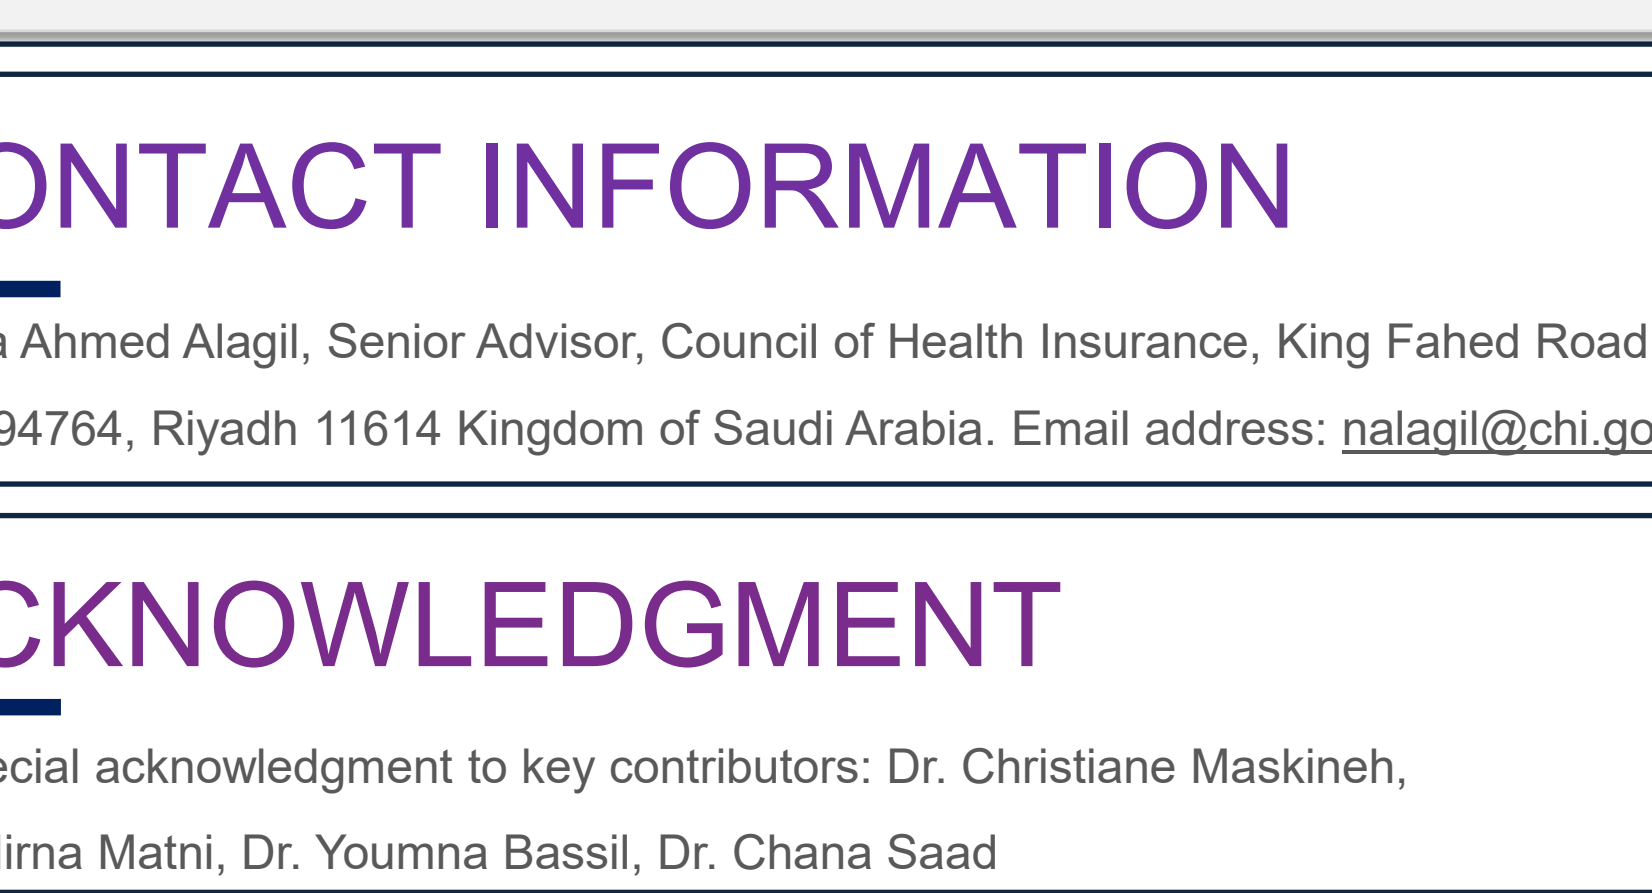 ONTACT INFORMATION
a Ahmed Alagil, Senior Advisor, Council of Health Insurance, King Fahed Road
94764, Riyadh 11614 Kingdom of Saudi Arabia. Email address: nalagil@chi.go
CKNOWLEDGMENT
ecial acknowledgment to key contributors: Dr. Christiane Maskineh,
irna Matni, Dr. Youmna Bassil, Dr. Chana Saad